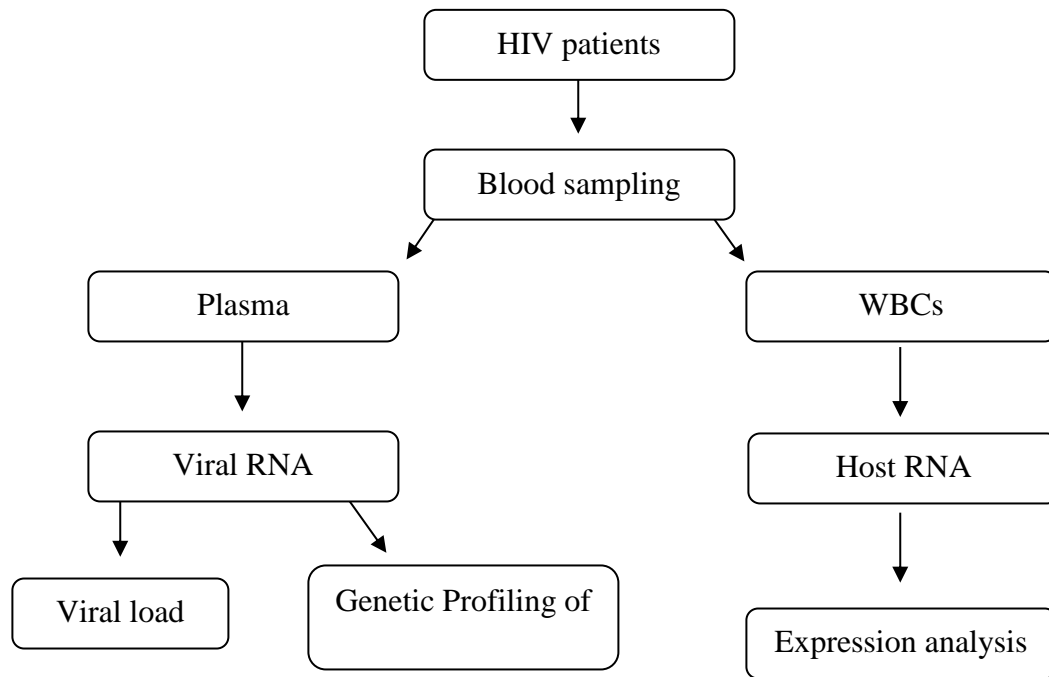 HIV patients
Blood sampling
Plasma
WBCs
Viral RNA
Host RNA
Viral load
Genetic Profiling of
Expression analysis